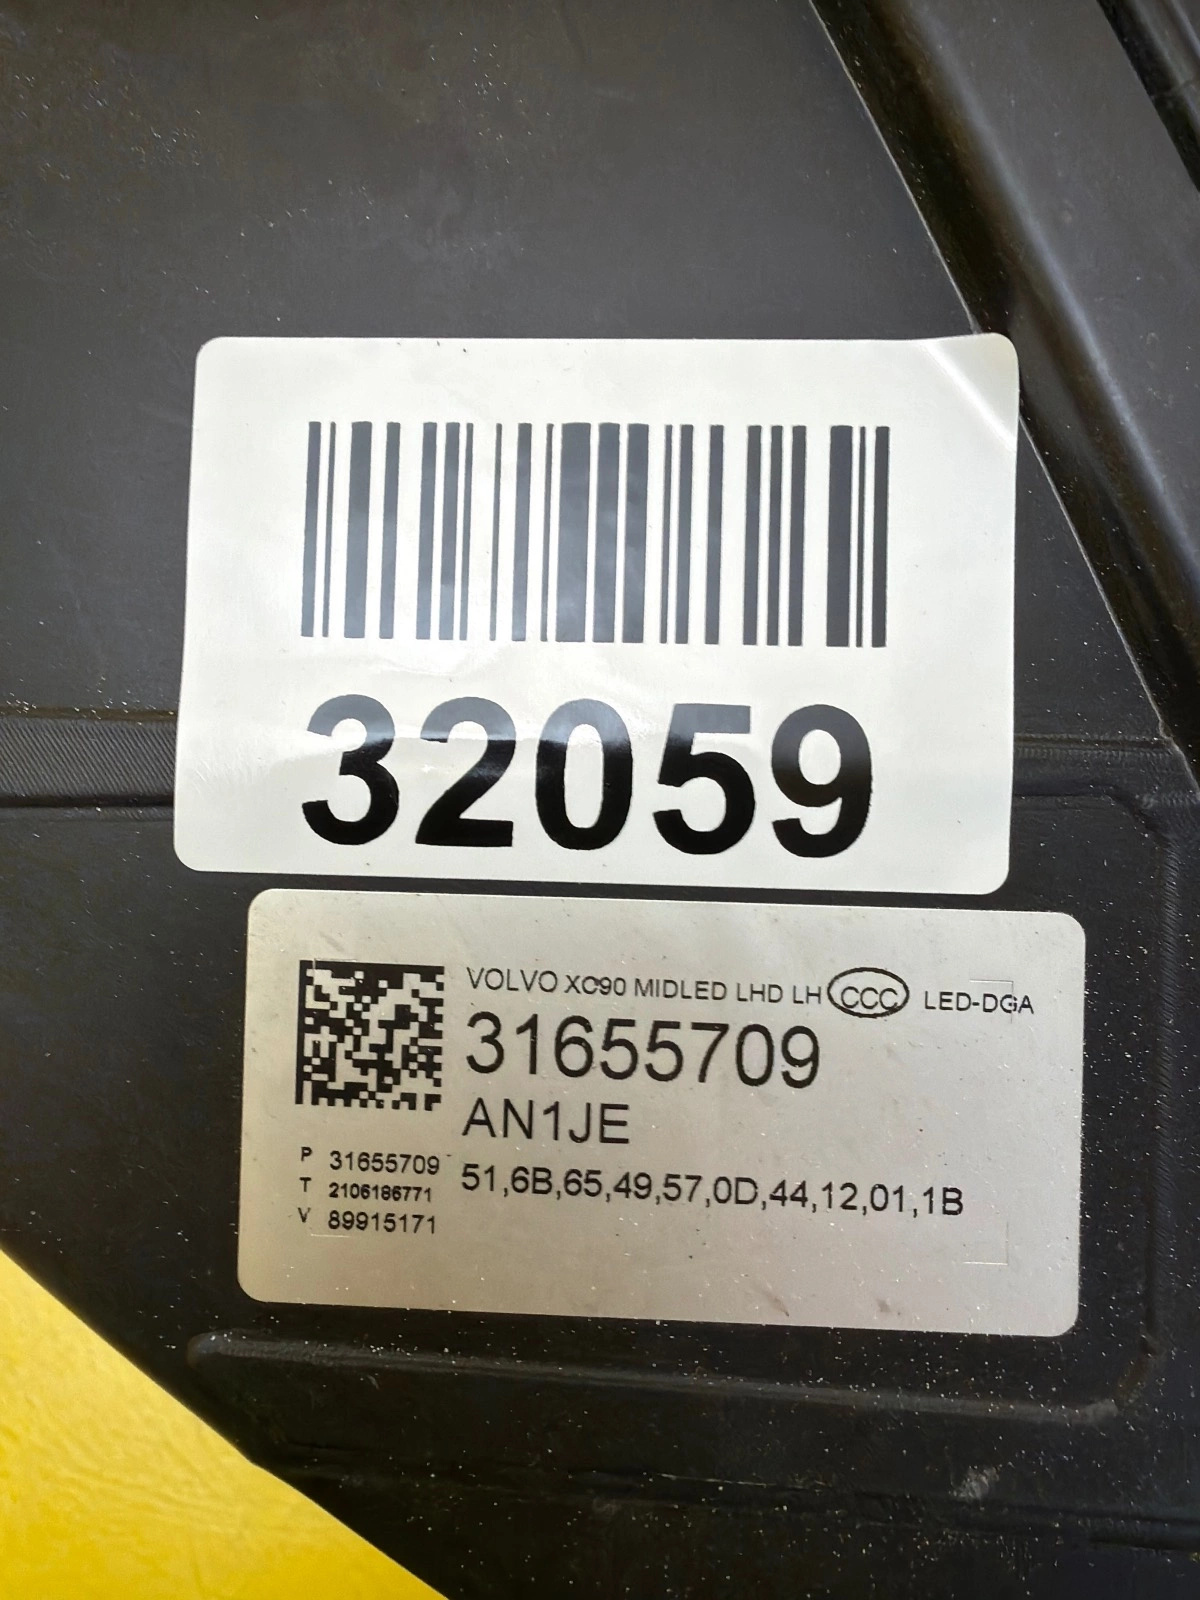 32059
VOLVO XC90 MIDLED LHD LH CCC LED-DGA
31655709
AN1JE
51,6B,65,49,57,0D,44,12,01,1B
P 31655709
T 2106186771
V 89915171